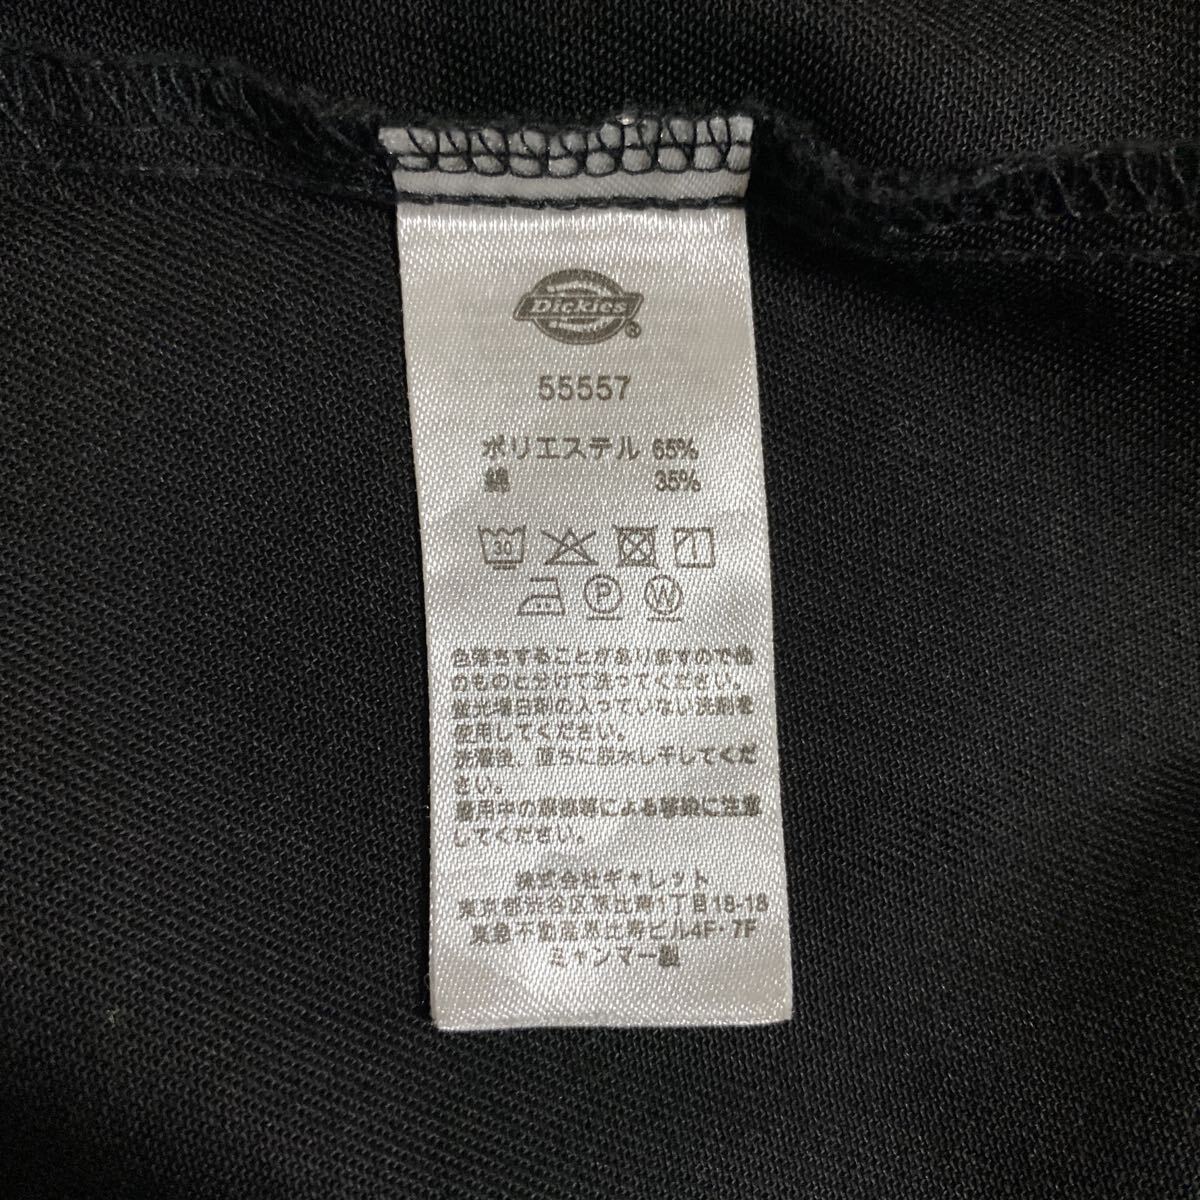 Dickies
®
55557
ポリエステル 65%
綿 35%
30
P W
色落ちすることがありますので他
のものと分けて洗ってください。
蛍光増白剤の入っていない洗剤を
使用してください。
洗濯後、直ちに脱水し干してくだ
さい。
着用中の摩擦等による移染に注意
してください。
株式会社ギャレット
東京都渋谷区恵比寿1丁目18-18
東急不動産恵比寿ビル4F・7F
ミャンマー製